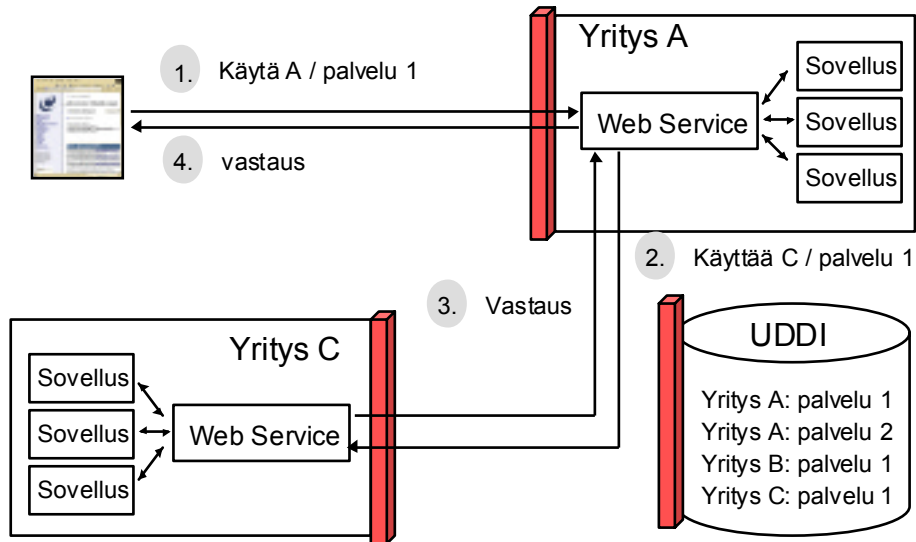 Yritys A
1. Käytä A / palvelu 1
Sovellus
Web Service
Sovellus
4. vastaus
Sovellus
2. Käyttää C / palvelu 1
3. Vastaus
Yritys C
UDDI
Sovellus
Yritys A: palvelu 1
Sovellus
Web Service
Yritys A: palvelu 2
Yritys B: palvelu 1
Sovellus
Yritys C: palvelu 1